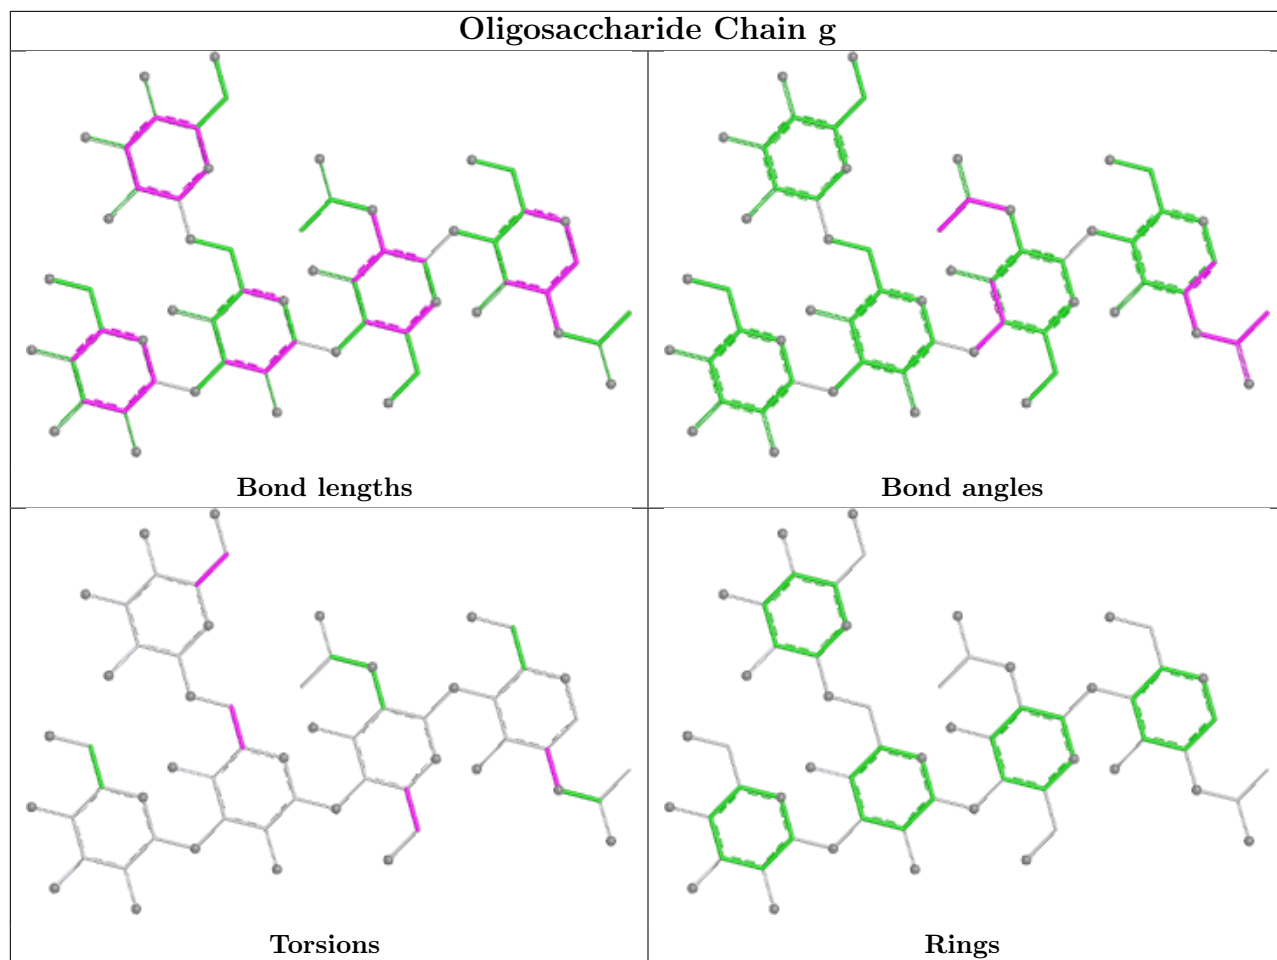 Oligosaccharide Chain g
Bond lengths
Bond angles
Torsions
Rings